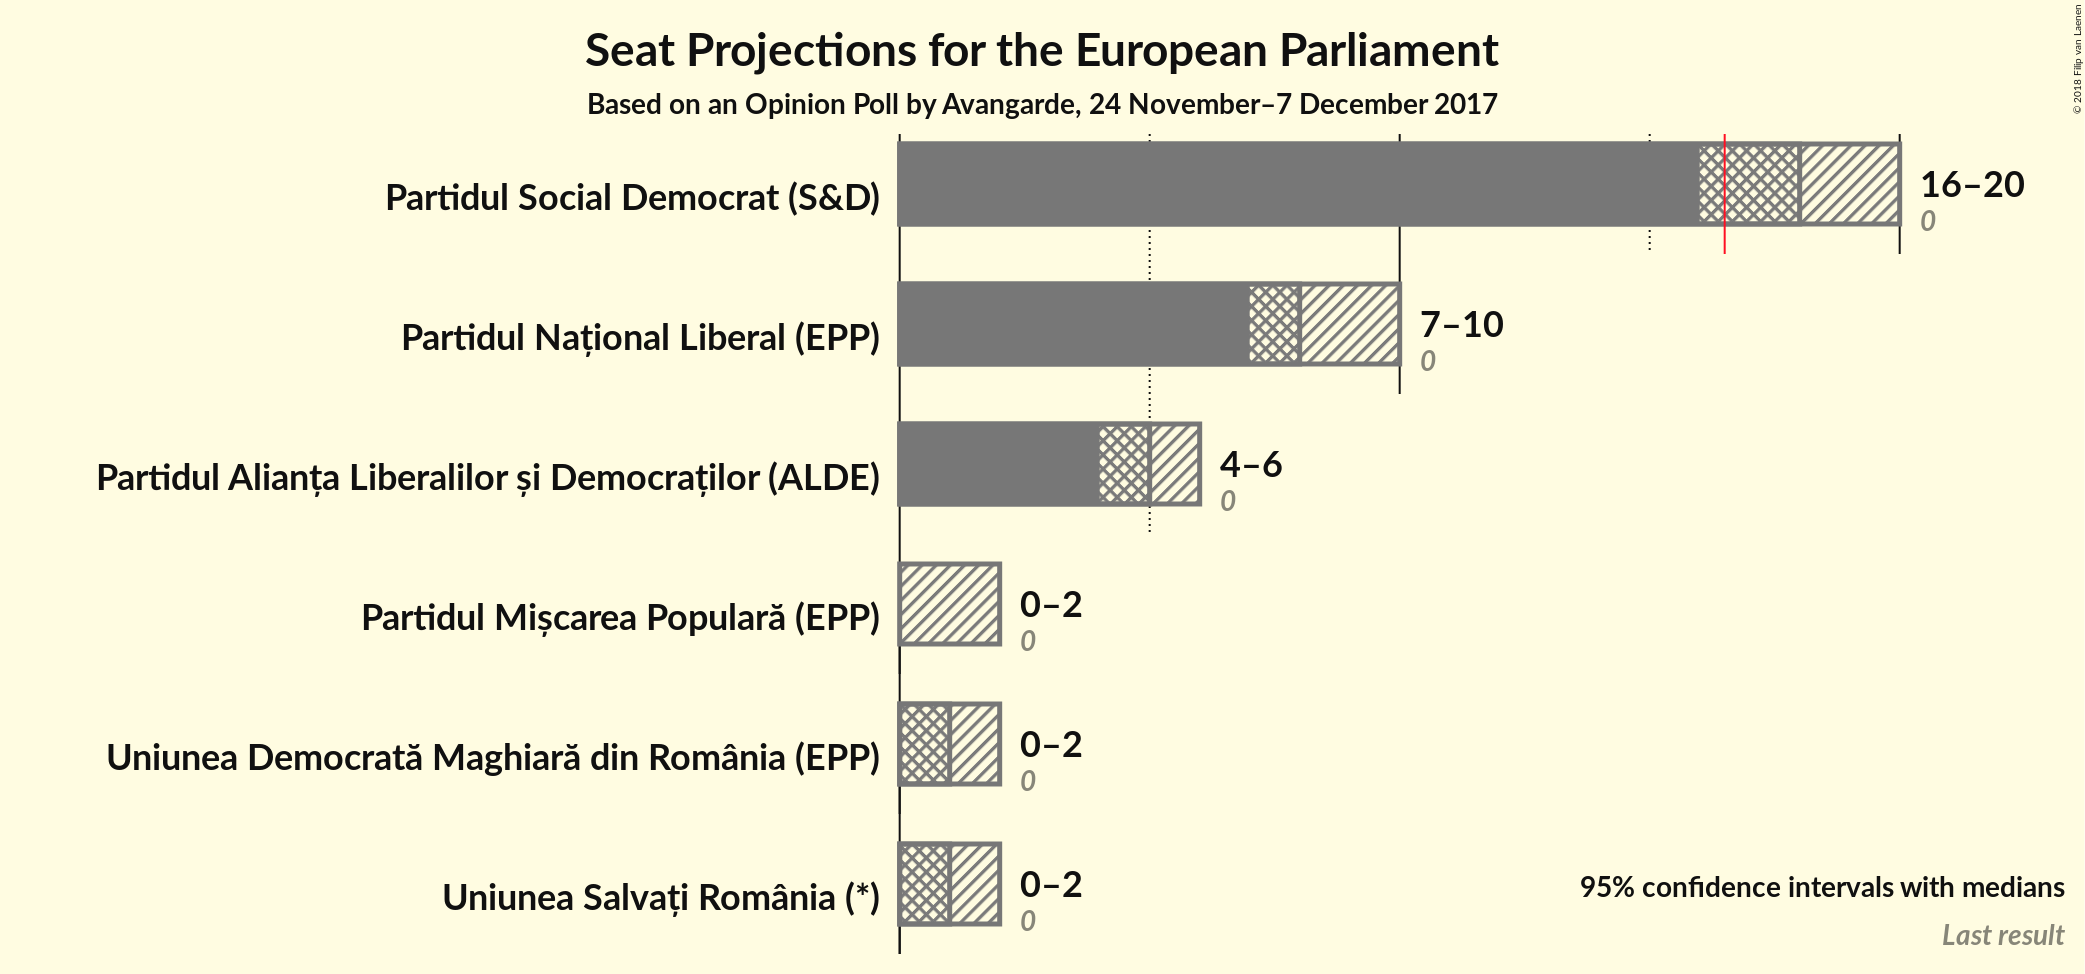 Seat Projections for the European Parliament
Based on an Opinion Poll by Avangarde, 24 November–7 December 2017
© 2018 Filip van Laenen
Partidul Social Democrat (S&D)
16–20
0
Partidul Național Liberal (EPP)
7–10
0
Partidul Alianța Liberalilor și Democraților (ALDE)
4–6
0
Partidul Mișcarea Populară (EPP)
0–2
0
Uniunea Democrată Maghiară din România (EPP)
0–2
0
Uniunea Salvați România (*)
0–2
0
95% confidence intervals with medians
Last result